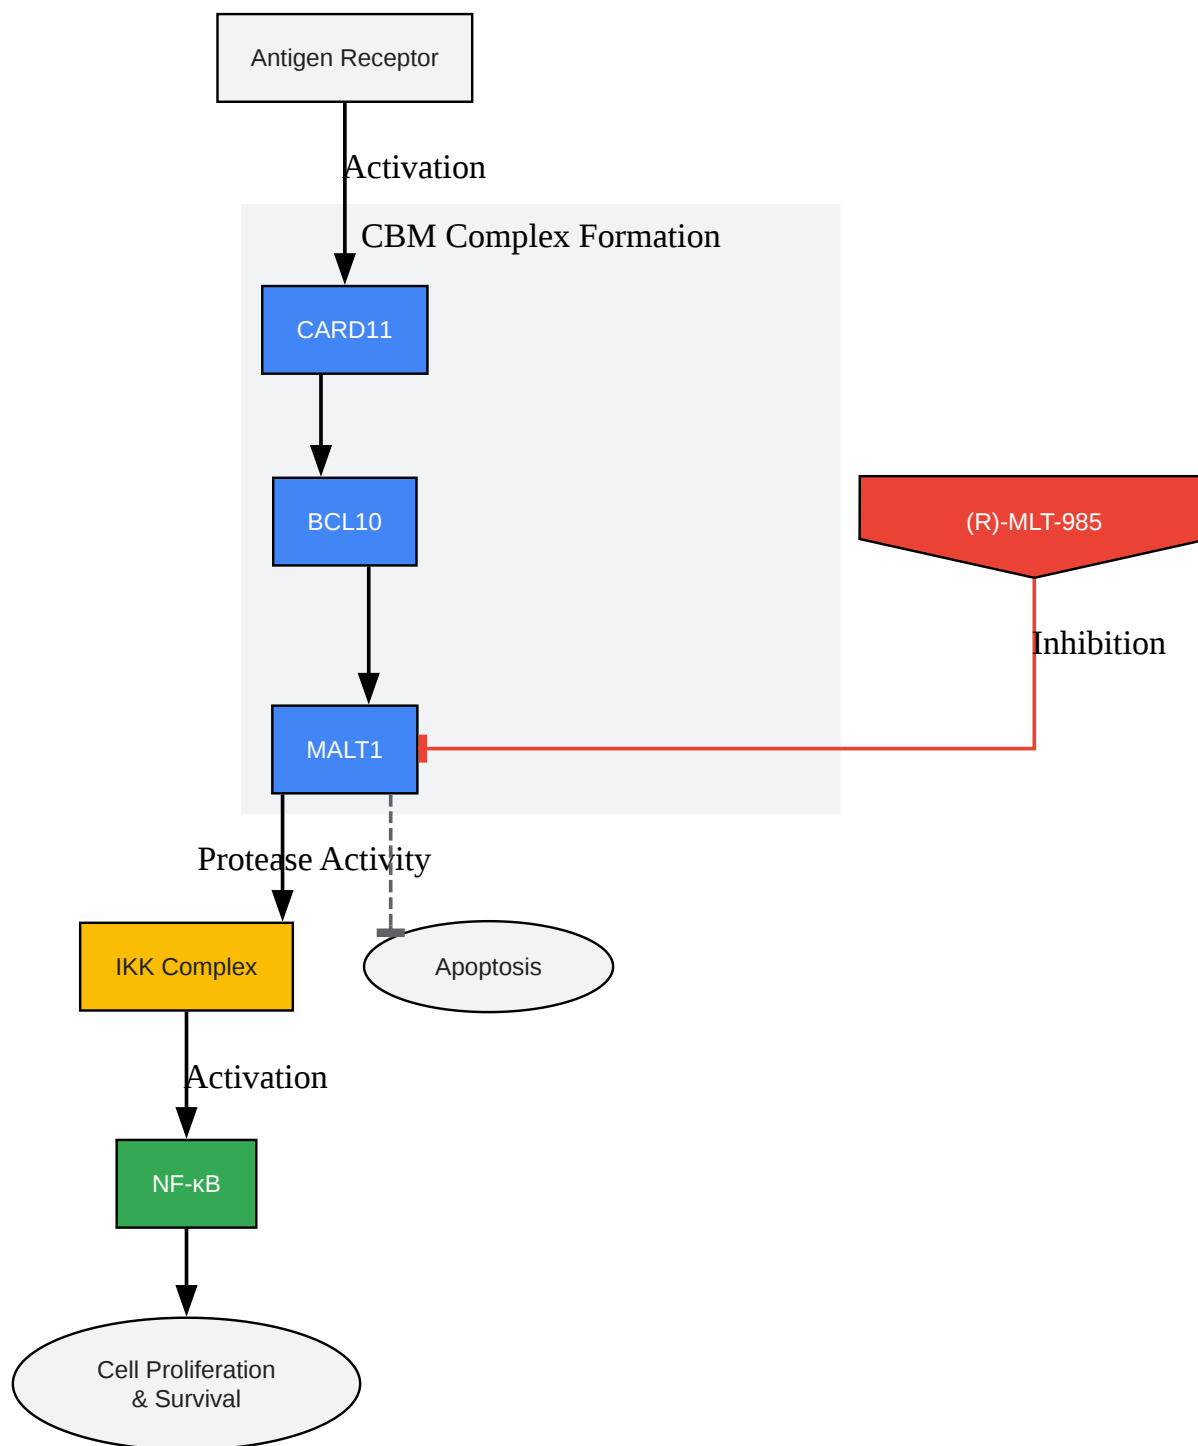 Antigen Receptor
Activation
CBM Complex Formation
CARD11
BCL10
(R)-MLT-985
Inhibition
MALT1
Protease Activity
IKK Complex
Apoptosis
Activation
NF-κB
Cell Proliferation
& Survival